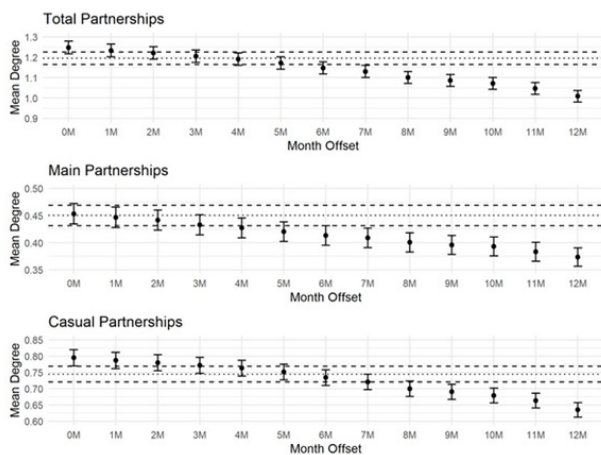 Total Partnerships
Mean Degree
1.3
1.2
1.1
1.0
0.9
0M 1M 2M 3M 4M 5M 6M 7M 8M 9M 10M 11M 12M
Month Offset
Main Partnerships
Mean Degree
0.50
0.45
0.40
0.35
0M 1M 2M 3M 4M 5M 6M 7M 8M 9M 10M 11M 12M
Month Offset
Casual Partnerships
Mean Degree
0.85
0.80
0.75
0.70
0.65
0.60
0M 1M 2M 3M 4M 5M 6M 7M 8M 9M 10M 11M 12M
Month Offset